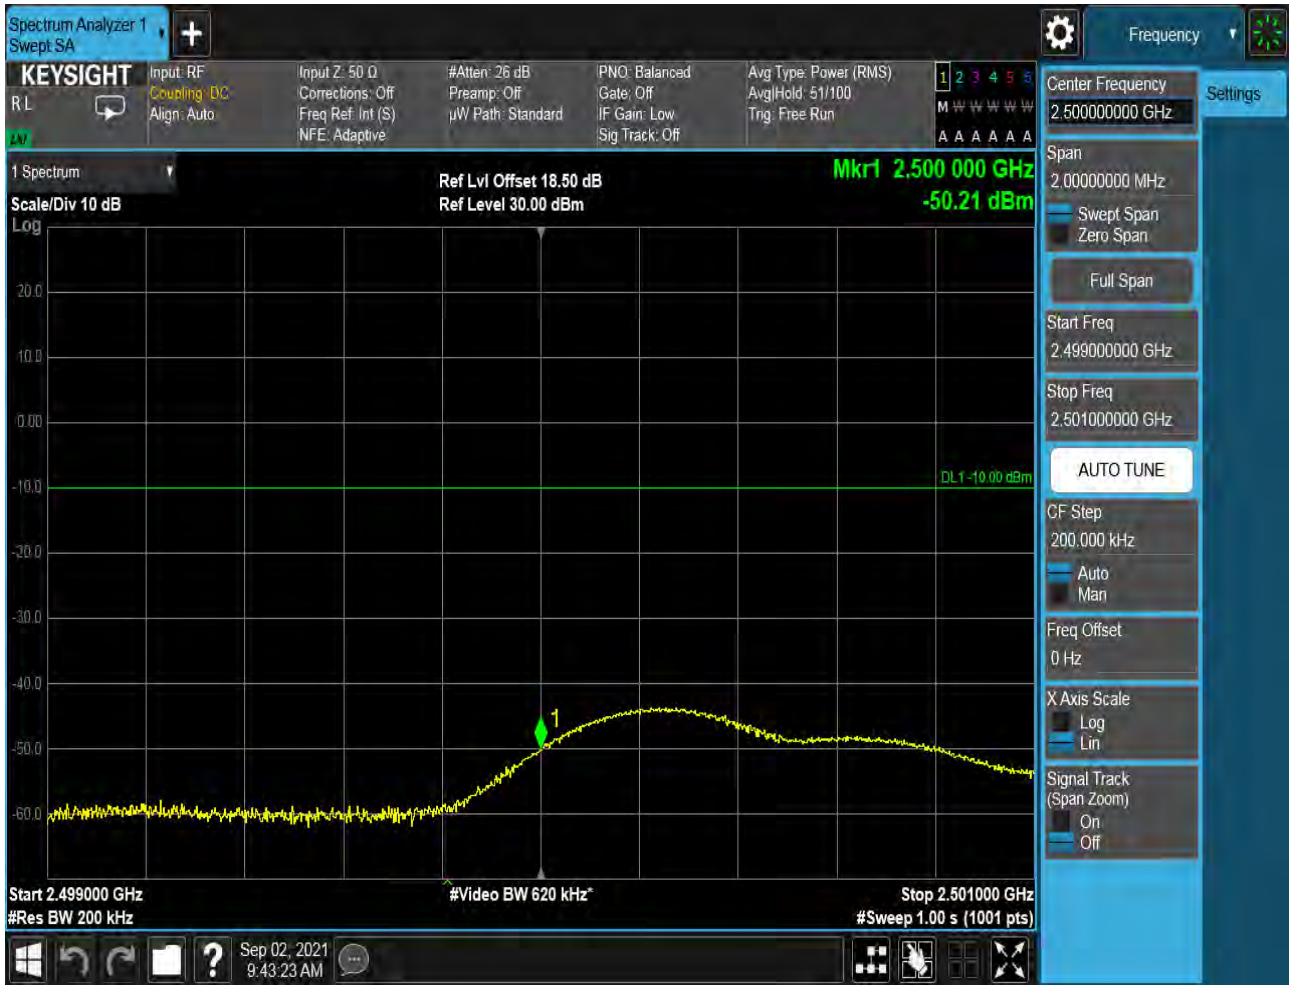 Spectrum Analyzer 1
Swept SA
+
Frequency
KEYSIGHT
R L
LXI
Input: RF
Coupling: DC
Align: Auto
Input Z: 50 Ω
Corrections: Off
Freq Ref: Int (S)
NFE: Adaptive
#Atten: 26 dB
Preamp: Off
µW Path: Standard
PNO: Balanced
Gate: Off
IF Gain: Low
Sig Track: Off
Avg Type: Power (RMS)
Avg|Hold: 51/100
Trig: Free Run
1 2 3 4 5 6
M W W W W W
A A A A A A
1 Spectrum
Scale/Div 10 dB
Log
Ref Lvl Offset 18.50 dB
Ref Level 30.00 dBm
Mkr1 2.500 000 GHz
-50.21 dBm
20.0
10.0
0.00
-10.0
-20.0
-30.0
-40.0
-50.0
-60.0
DL1 -10.00 dBm
1
Start 2.499000 GHz
#Res BW 200 kHz
#Video BW 620 kHz*
Stop 2.501000 GHz
#Sweep 1.00 s (1001 pts)
Center Frequency
2.500000000 GHz
Settings
Span
2.00000000 MHz
Swept Span
Zero Span
Full Span
Start Freq
2.499000000 GHz
Stop Freq
2.501000000 GHz
AUTO TUNE
CF Step
200.000 kHz
Auto
Man
Freq Offset
0 Hz
X Axis Scale
Log
Lin
Signal Track
(Span Zoom)
On
Off
?
Sep 02, 2021
9:43:23 AM